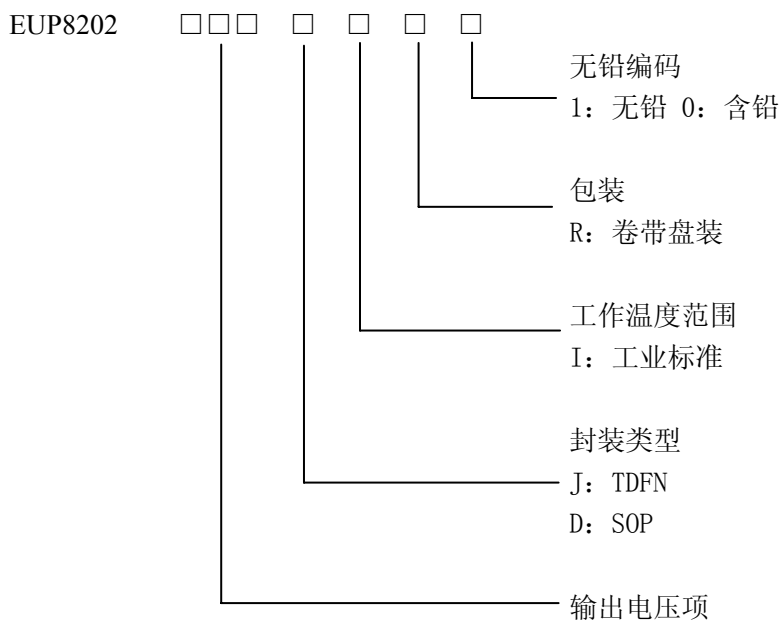 EUP8202 □□□ □ □ □ □
无铅编码
1: 无铅 0: 含铅
包装
R: 卷带盘装
工作温度范围
I: 工业标准
封装类型
J: TDFN
D: SOP
输出电压项